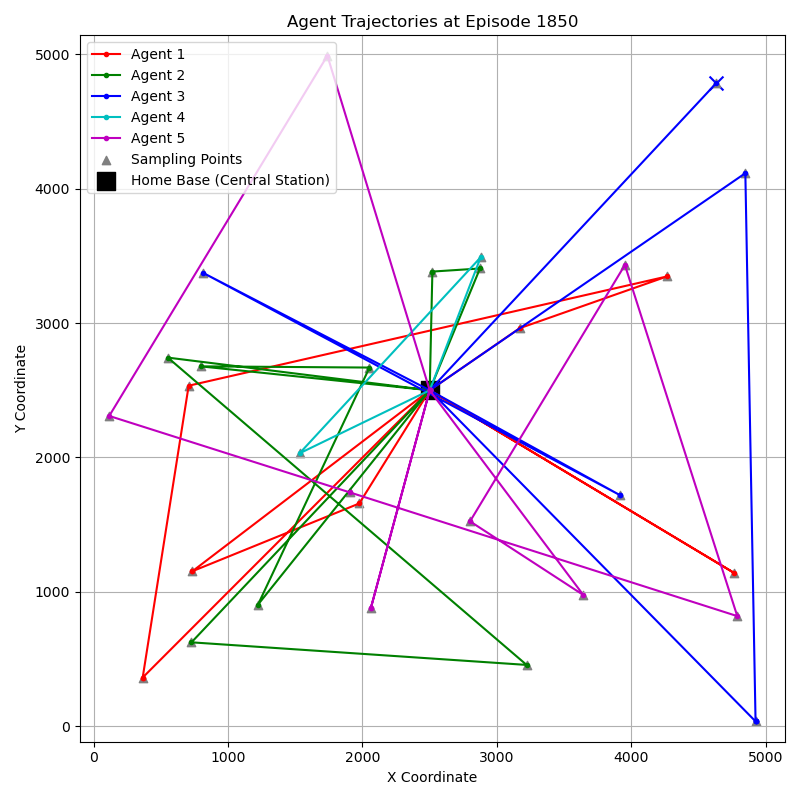 Agent Trajectories at Episode 1850
Agent 1
Agent 2
Agent 3
Agent 4
Agent 5
Sampling Points
Home Base (Central Station)
Y Coordinate
5000
4000
3000
2000
1000
0
0 1000 2000 3000 4000 5000
X Coordinate